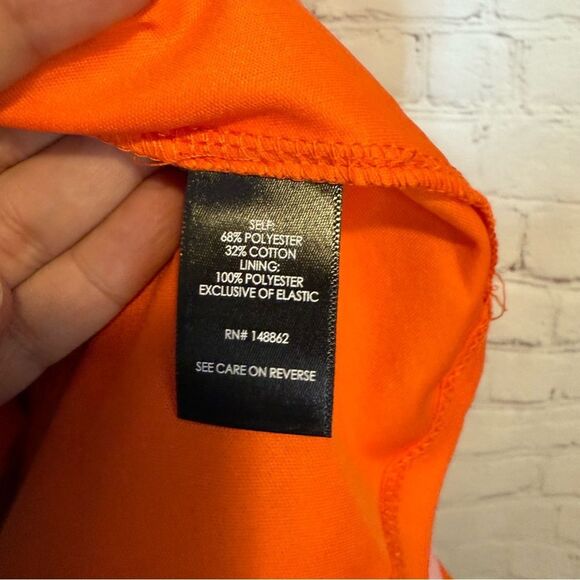 SELF:
68% POLYESTER
32% COTTON
LINING:
100% POLYESTER
EXCLUSIVE OF ELASTIC
RN# 148862
SEE CARE ON REVERSE